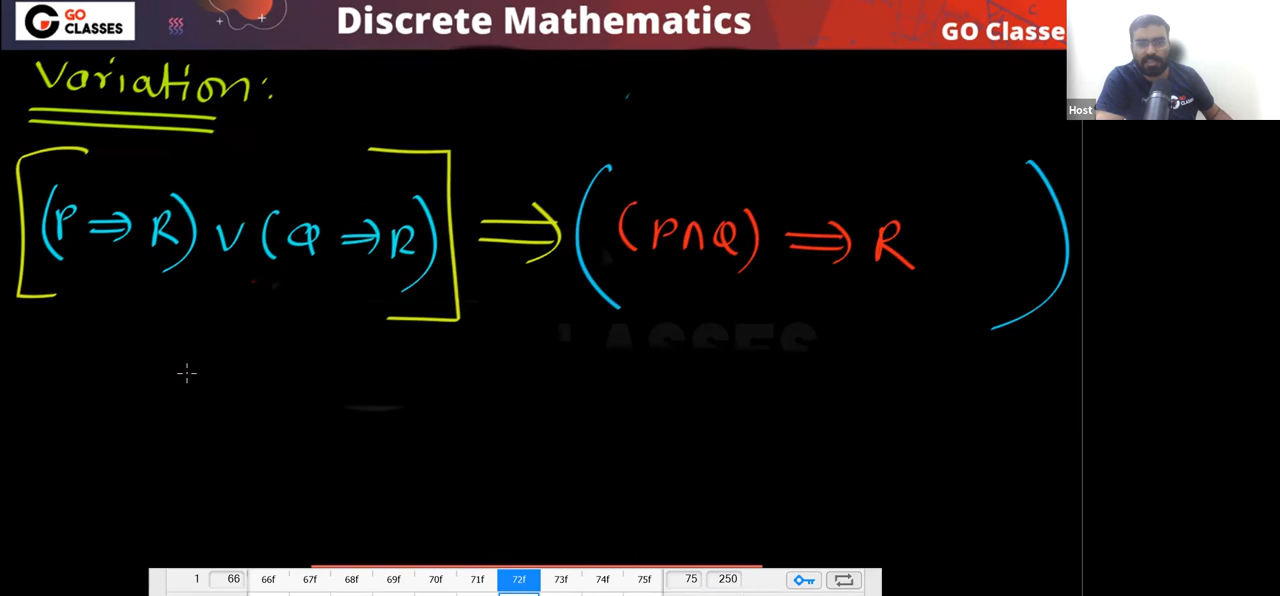 GO
CLASSES
Discrete Mathematics
GO Classe
Host
Variation:
[(P ⇒ R) ∨ (Q ⇒ R)] ⇒ ( (P ∧ Q) ⇒ R )
LASSES
1 66 66f 67f 68f 69f 70f 71f 72f 73f 74f 75f 75 250